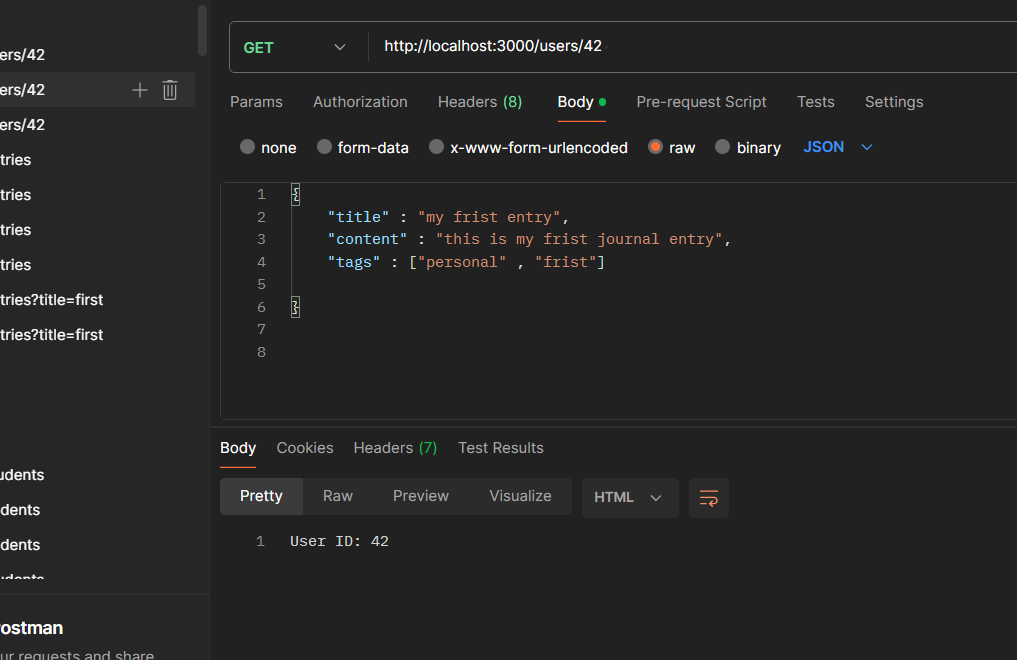 ers/42
ers/42
ers/42
tries
tries
tries
tries
tries?title=first
tries?title=first
udents
dents
dents
udents
ostman
ur requests and share
GET http://localhost:3000/users/42
Params Authorization Headers (8) Body Pre-request Script Tests Settings
none form-data x-www-form-urlencoded raw binary JSON
1 {
2 "title" : "my frist entry",
3 "content" : "this is my frist journal entry",
4 "tags" : ["personal" , "frist"]
5
6 }
7
8
Body Cookies Headers (7) Test Results
Pretty Raw Preview Visualize HTML
1 User ID: 42